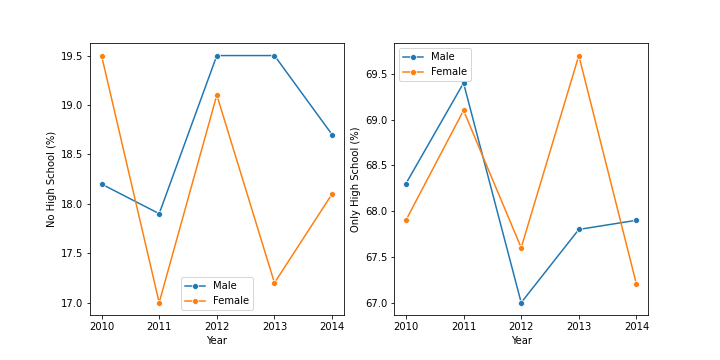 No High School (%)
19.5
19.0
18.5
18.0
17.5
17.0
2010
2011
2012
2013
2014
Year
Male
Female
Only High School (%)
69.5
69.0
68.5
68.0
67.5
67.0
2010
2011
2012
2013
2014
Year
Male
Female